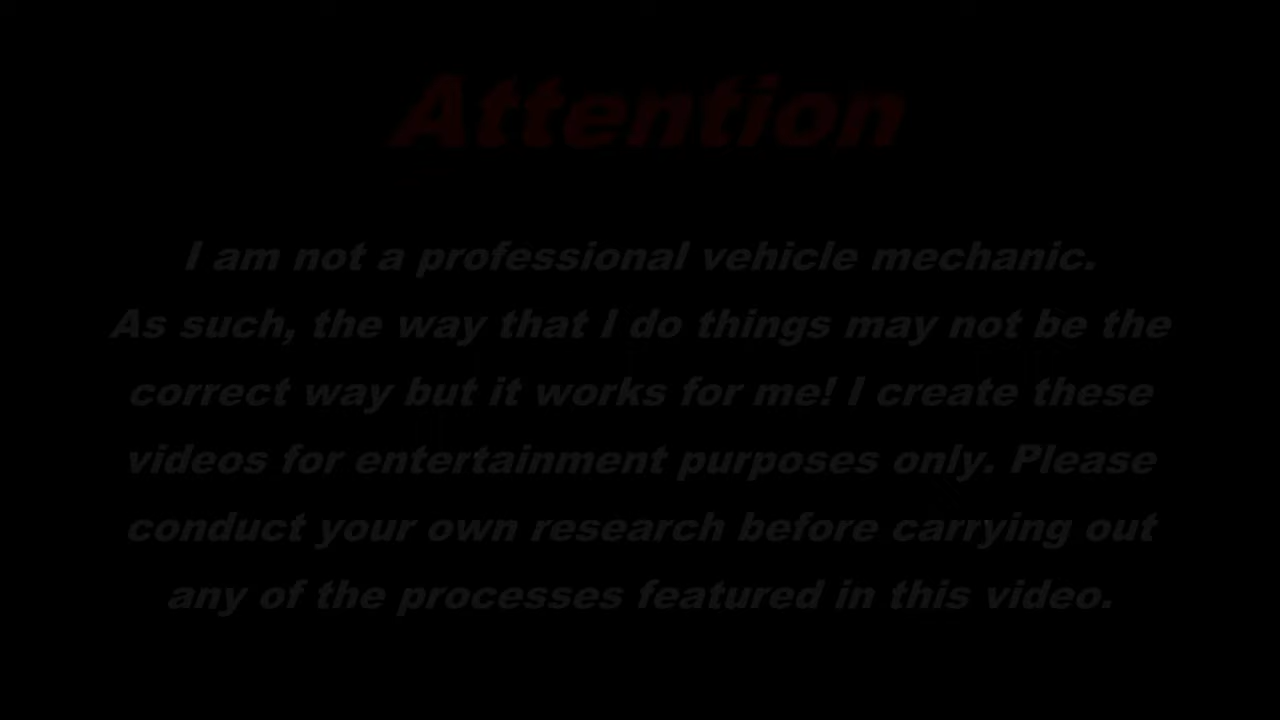 Attention
I am not a professional vehicle mechanic.
As such, the way that I do things may not be the
correct way but it works for me! I create these
videos for entertainment purposes only. Please
conduct your own research before carrying out
any of the processes featured in this video.